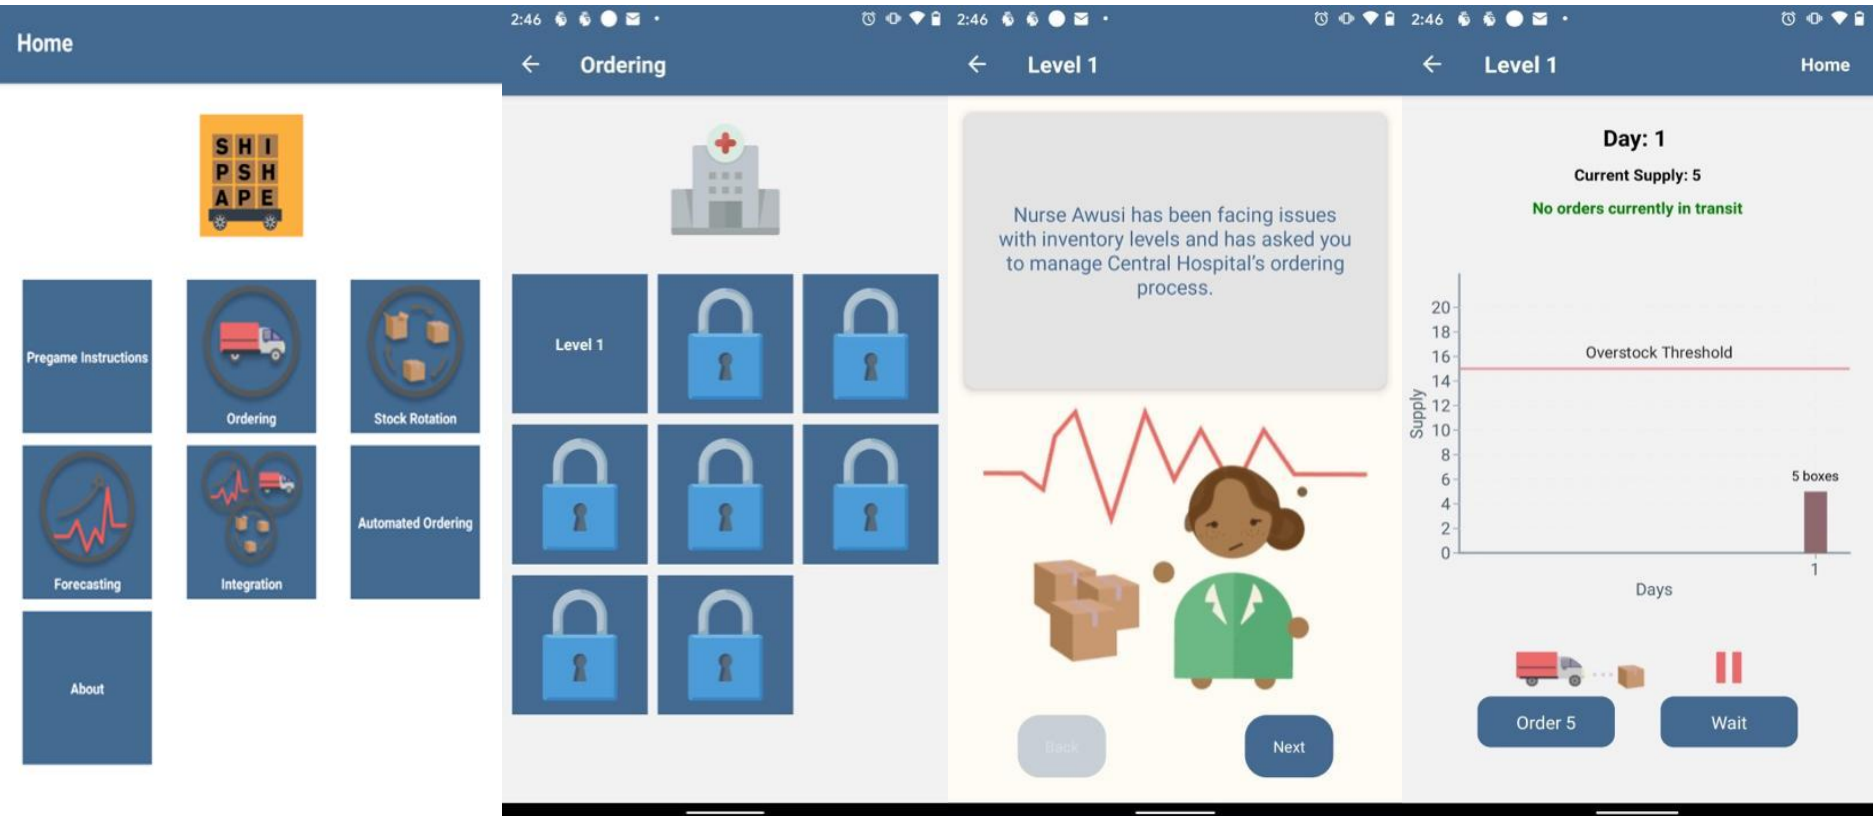 Home
SHI
PSH
APE
Pregame Instructions
Ordering
Stock Rotation
Forecasting
Integration
Automated Ordering
About
2:46
Ordering
Level 1
2:46
Level 1
Nurse Awusi has been facing issues
with inventory levels and has asked you
to manage Central Hospital's ordering
process.
Back
Next
2:46
Level 1
Home
Day: 1
Current Supply: 5
No orders currently in transit
20
18
16
14
12
10
8
6
4
2
0
Supply
Overstock Threshold
5 boxes
1
Days
Order 5
Wait